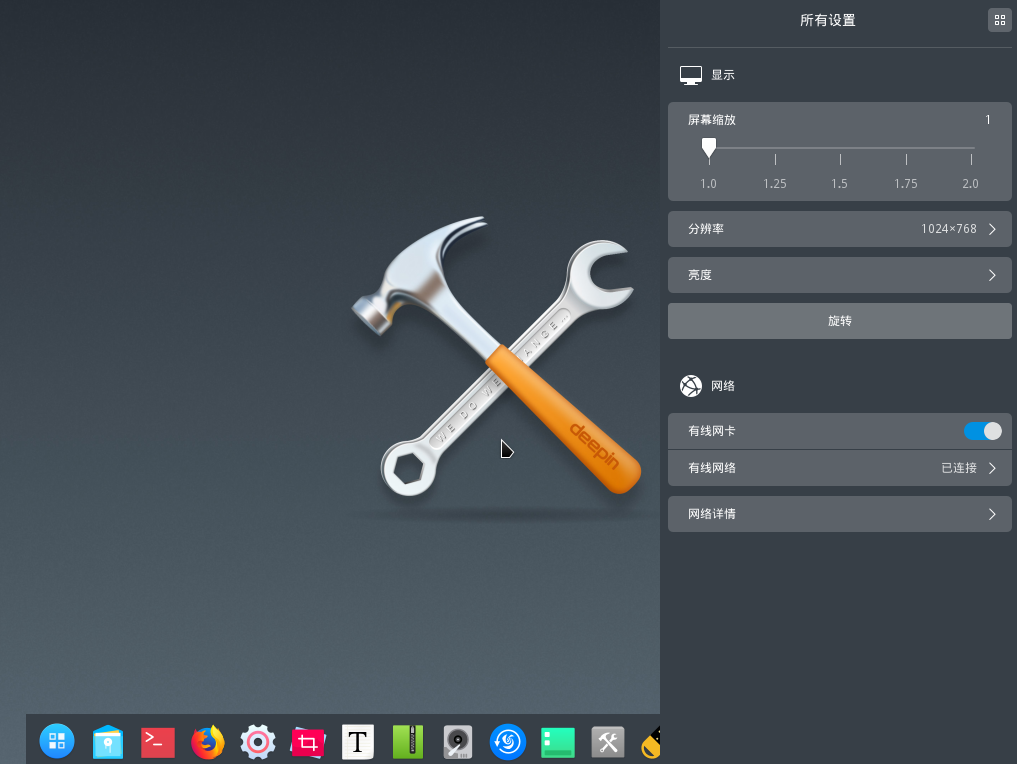 所有设置
显示
屏幕缩放 1
1.0 1.25 1.5 1.75 2.0
分辨率 1024×768
亮度
旋转
网络
有线网卡
有线网络 已连接
网络详情
WE DO WE ANGE...
deepin
T